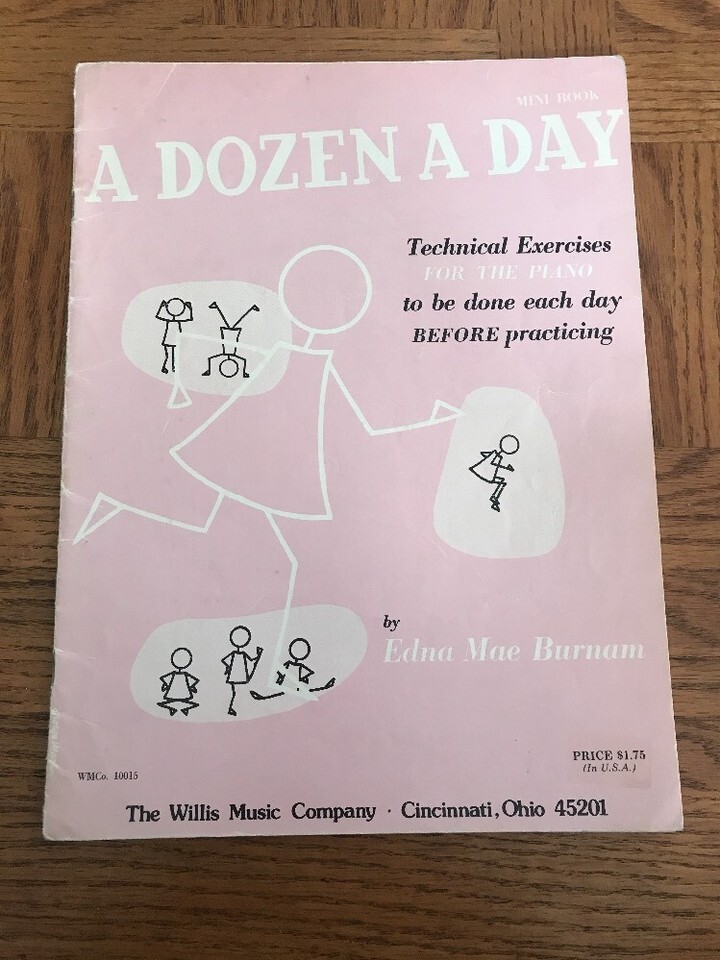 MINI BOOK
A DOZEN A DAY
Technical Exercises
FOR THE PIANO
to be done each day
BEFORE practicing
by
Edna Mae Burnam
WMCo. 10015
PRICE $1.75
(In U.S.A.)
The Willis Music Company · Cincinnati, Ohio 45201